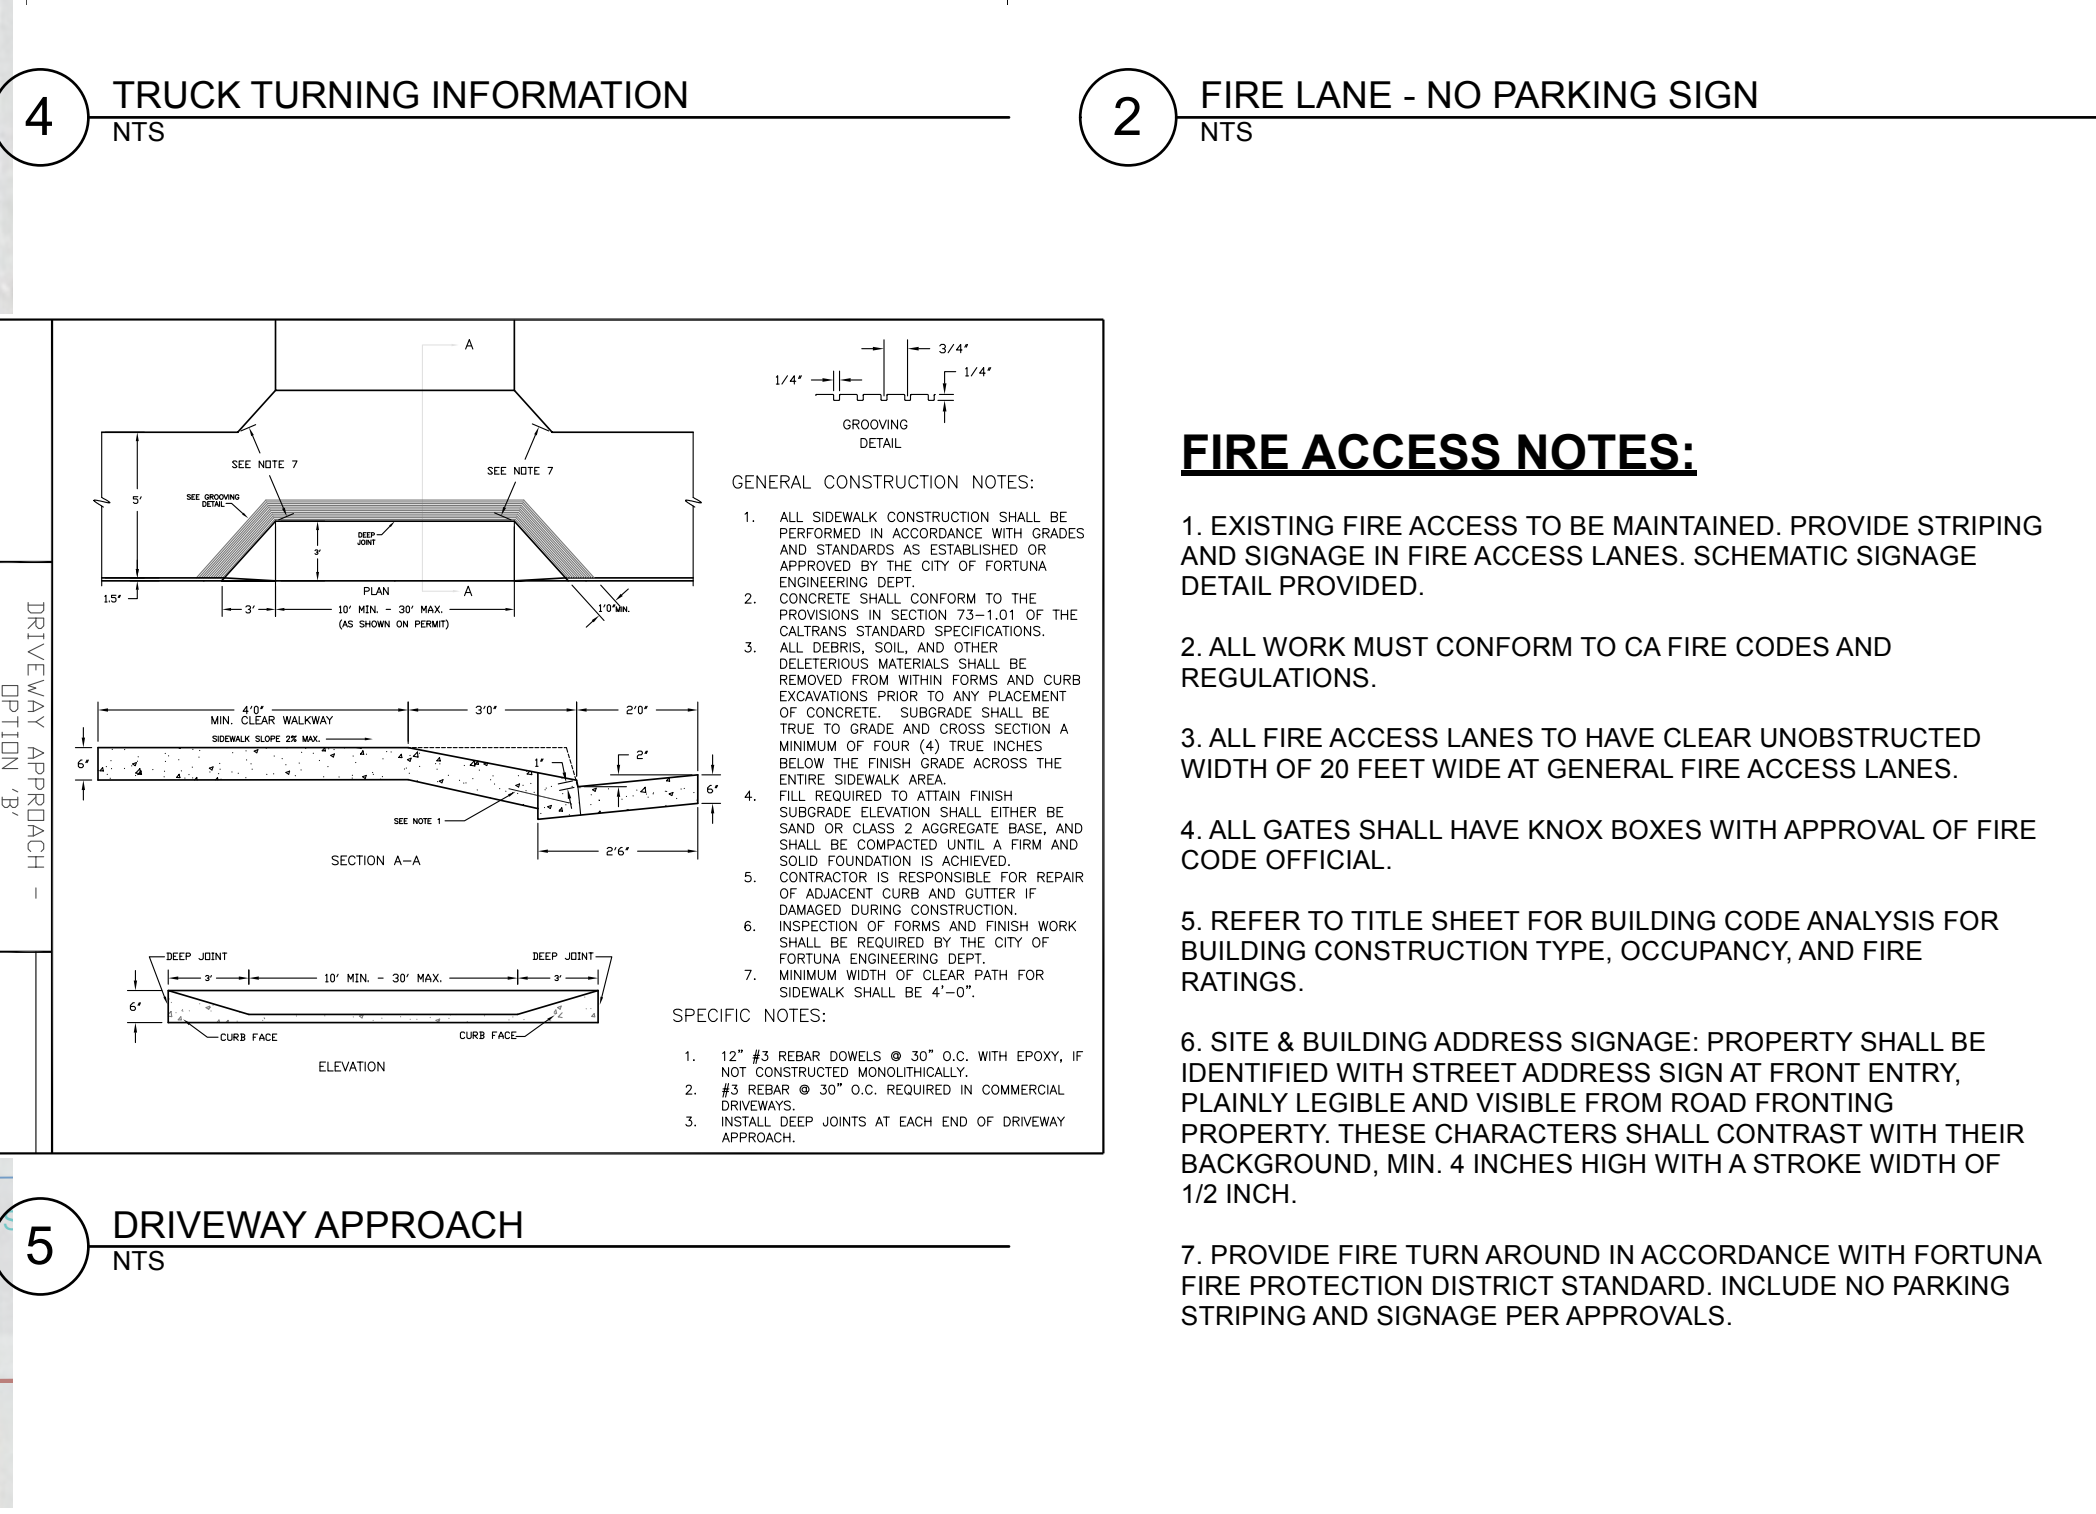 4
TRUCK TURNING INFORMATION
NTS
2
FIRE LANE - NO PARKING SIGN
NTS
DRIVEWAY APPROACH -
OPTION 'B'
A
SEE NOTE 7
SEE NOTE 7
5'
SEE GROOVING
DETAIL
3'
DEEP
JOINT
1.5"
PLAN
A
3'
10' MIN. - 30' MAX.
(AS SHOWN ON PERMIT)
1'0" MIN.
4'0"
MIN. CLEAR WALKWAY
3'0"
2'0"
SIDEWALK SLOPE 2% MAX.
6"
1"
2"
6"
SEE NOTE 1
2'6"
SECTION A-A
DEEP JOINT
DEEP JOINT
3'
10' MIN. - 30' MAX.
3'
6"
CURB FACE
CURB FACE
ELEVATION
3/4"
1/4"
1/4"
GROOVING
DETAIL
GENERAL CONSTRUCTION NOTES:
1. ALL SIDEWALK CONSTRUCTION SHALL BE
PERFORMED IN ACCORDANCE WITH GRADES
AND STANDARDS AS ESTABLISHED OR
APPROVED BY THE CITY OF FORTUNA
ENGINEERING DEPT.
2. CONCRETE SHALL CONFORM TO THE
PROVISIONS IN SECTION 73-1.01 OF THE
CALTRANS STANDARD SPECIFICATIONS.
3. ALL DEBRIS, SOIL, AND OTHER
DELETERIOUS MATERIALS SHALL BE
REMOVED FROM WITHIN FORMS AND CURB
EXCAVATIONS PRIOR TO ANY PLACEMENT
OF CONCRETE. SUBGRADE SHALL BE
TRUE TO GRADE AND CROSS SECTION A
MINIMUM OF FOUR (4) TRUE INCHES
BELOW THE FINISH GRADE ACROSS THE
ENTIRE SIDEWALK AREA.
4. FILL REQUIRED TO ATTAIN FINISH
SUBGRADE ELEVATION SHALL EITHER BE
SAND OR CLASS 2 AGGREGATE BASE, AND
SHALL BE COMPACTED UNTIL A FIRM AND
SOLID FOUNDATION IS ACHIEVED.
5. CONTRACTOR IS RESPONSIBLE FOR REPAIR
OF ADJACENT CURB AND GUTTER IF
DAMAGED DURING CONSTRUCTION.
6. INSPECTION OF FORMS AND FINISH WORK
SHALL BE REQUIRED BY THE CITY OF
FORTUNA ENGINEERING DEPT.
7. MINIMUM WIDTH OF CLEAR PATH FOR
SIDEWALK SHALL BE 4'-0".
SPECIFIC NOTES:
1. 12" #3 REBAR DOWELS @ 30" O.C. WITH EPOXY, IF
NOT CONSTRUCTED MONOLITHICALLY.
2. #3 REBAR @ 30" O.C. REQUIRED IN COMMERCIAL
DRIVEWAYS.
3. INSTALL DEEP JOINTS AT EACH END OF DRIVEWAY
APPROACH.
5
DRIVEWAY APPROACH
NTS
FIRE ACCESS NOTES:
1. EXISTING FIRE ACCESS TO BE MAINTAINED. PROVIDE STRIPING
AND SIGNAGE IN FIRE ACCESS LANES. SCHEMATIC SIGNAGE
DETAIL PROVIDED.
2. ALL WORK MUST CONFORM TO CA FIRE CODES AND
REGULATIONS.
3. ALL FIRE ACCESS LANES TO HAVE CLEAR UNOBSTRUCTED
WIDTH OF 20 FEET WIDE AT GENERAL FIRE ACCESS LANES.
4. ALL GATES SHALL HAVE KNOX BOXES WITH APPROVAL OF FIRE
CODE OFFICIAL.
5. REFER TO TITLE SHEET FOR BUILDING CODE ANALYSIS FOR
BUILDING CONSTRUCTION TYPE, OCCUPANCY, AND FIRE
RATINGS.
6. SITE & BUILDING ADDRESS SIGNAGE: PROPERTY SHALL BE
IDENTIFIED WITH STREET ADDRESS SIGN AT FRONT ENTRY,
PLAINLY LEGIBLE AND VISIBLE FROM ROAD FRONTING
PROPERTY. THESE CHARACTERS SHALL CONTRAST WITH THEIR
BACKGROUND, MIN. 4 INCHES HIGH WITH A STROKE WIDTH OF
1/2 INCH.
7. PROVIDE FIRE TURN AROUND IN ACCORDANCE WITH FORTUNA
FIRE PROTECTION DISTRICT STANDARD. INCLUDE NO PARKING
STRIPING AND SIGNAGE PER APPROVALS.